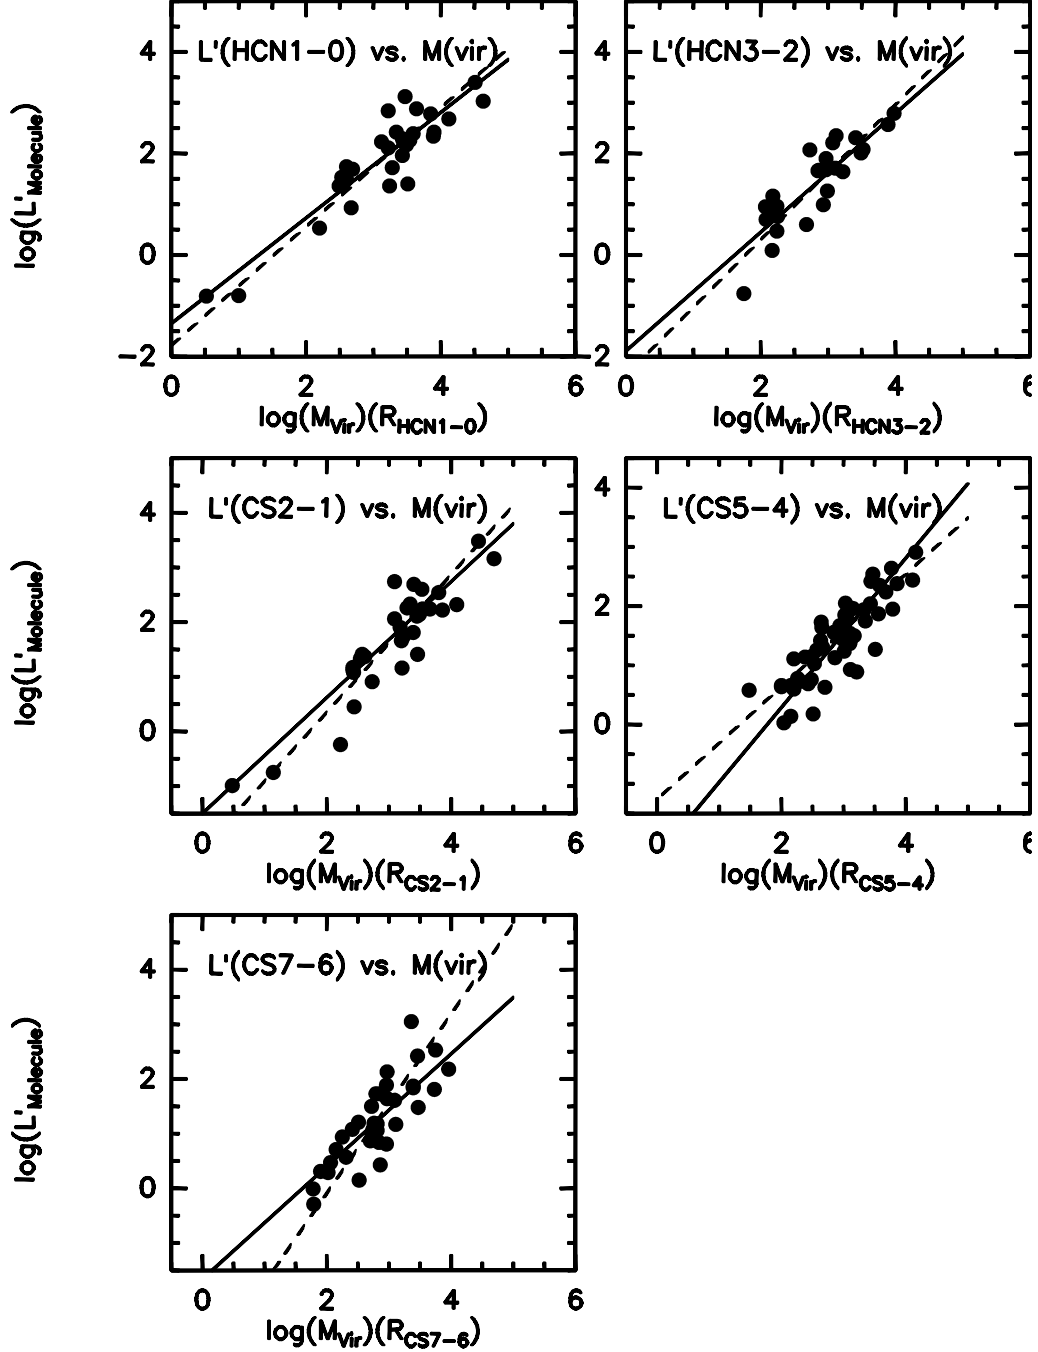 L'(HCN1-0) vs. M(vir)
4
2
0
-2
log(L'Molecule)
0 2 4 6
log(MVir)(RHCN1-0)
L'(HCN3-2) vs. M(vir)
4
2
0
-2
0 2 4 6
log(MVir)(RHCN3-2)
L'(CS2-1) vs. M(vir)
4
2
0
log(L'Molecule)
0 2 4 6
log(MVir)(RCS2-1)
L'(CS5-4) vs. M(vir)
4
2
0
0 2 4 6
log(MVir)(RCS5-4)
L'(CS7-6) vs. M(vir)
4
2
0
log(L'Molecule)
0 2 4 6
log(MVir)(RCS7-6)